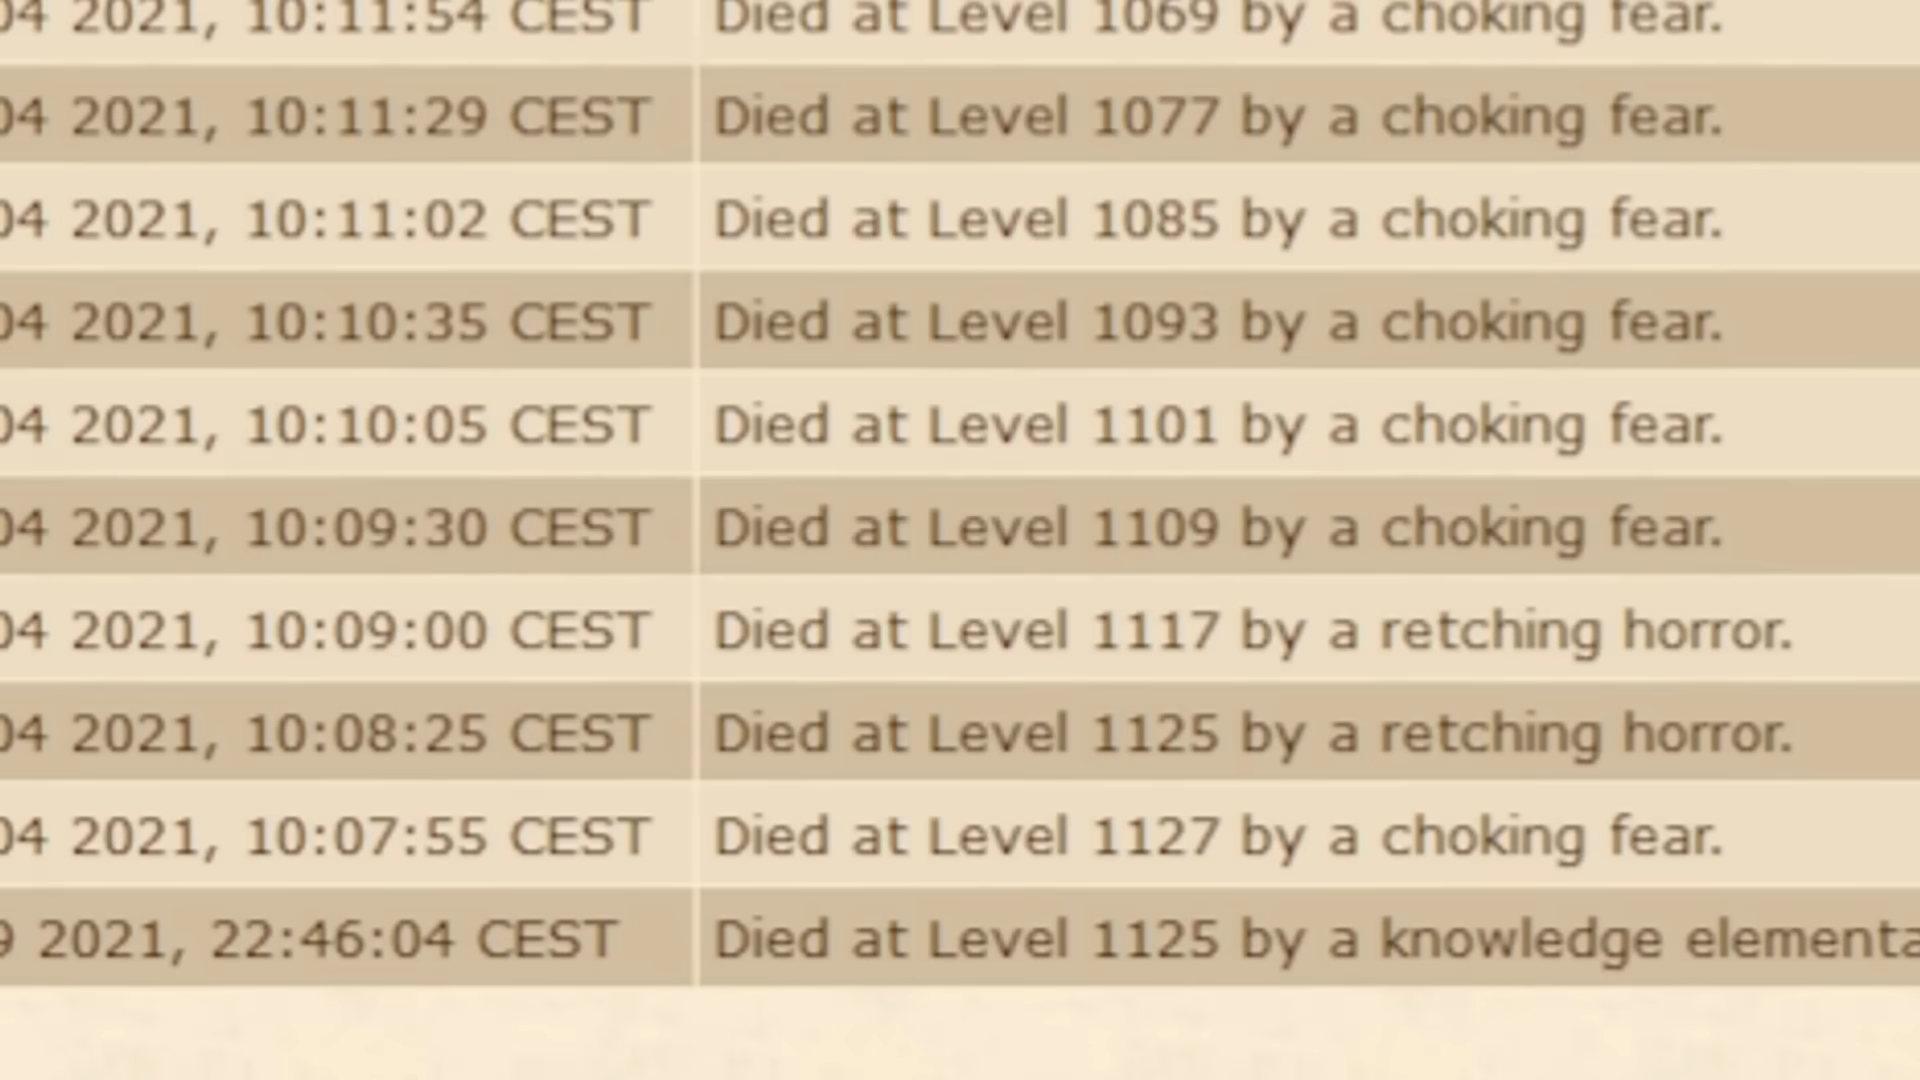 04 2021, 10:11:54 CEST Died at Level 1069 by a choking fear.
04 2021, 10:11:29 CEST Died at Level 1077 by a choking fear.
04 2021, 10:11:02 CEST Died at Level 1085 by a choking fear.
04 2021, 10:10:35 CEST Died at Level 1093 by a choking fear.
04 2021, 10:10:05 CEST Died at Level 1101 by a choking fear.
04 2021, 10:09:30 CEST Died at Level 1109 by a choking fear.
04 2021, 10:09:00 CEST Died at Level 1117 by a retching horror.
04 2021, 10:08:25 CEST Died at Level 1125 by a retching horror.
04 2021, 10:07:55 CEST Died at Level 1127 by a choking fear.
9 2021, 22:46:04 CEST Died at Level 1125 by a knowledge elementa